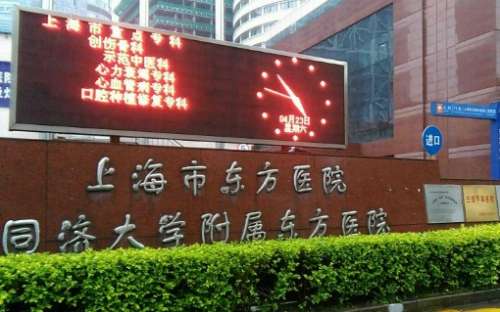 上海市重点专科
创伤骨科
示范中医科
心力衰竭专科
心血管病专科
口腔种植修复专科
04月23日
星期六
进口
上海市东方医院
同济大学附属东方医院